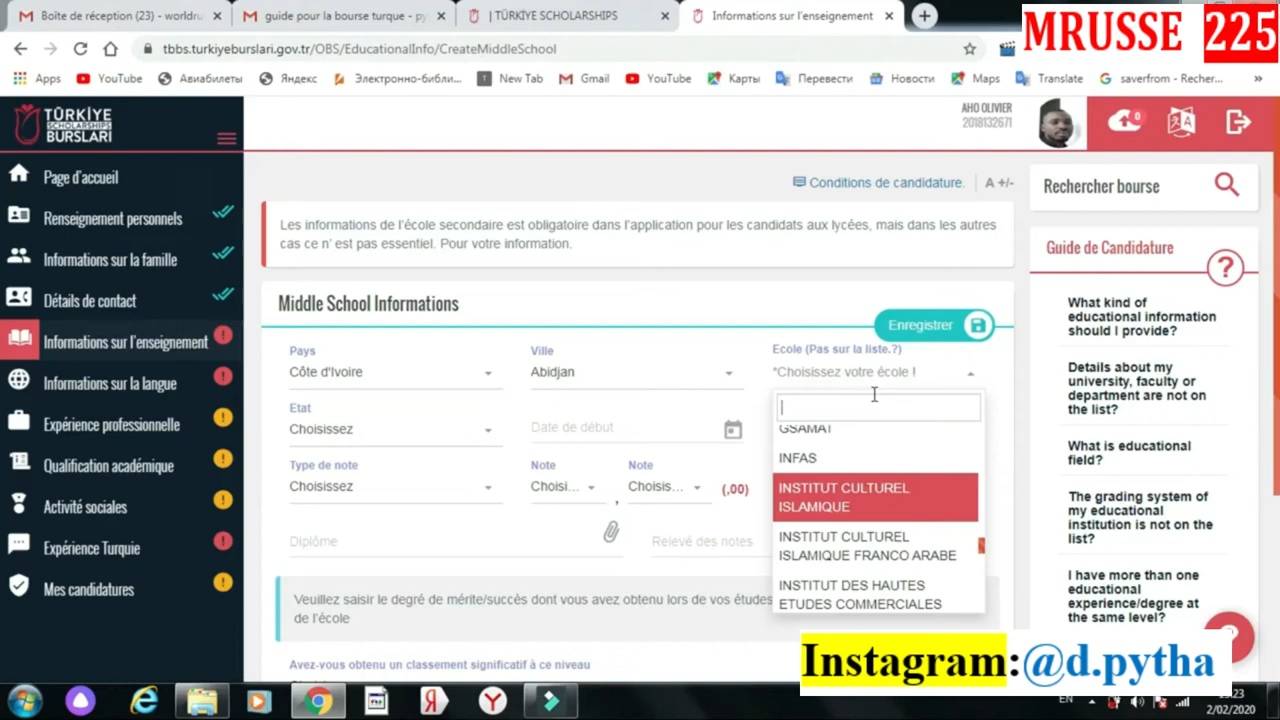 Boîte de réception (23) - worldru
guide pour la bourse turque - py
| TÜRKİYE SCHOLARSHIPS
Informations sur l'enseignement
MRUSSE 225
tbbs.turkiyeburslari.gov.tr/OBS/EducationalInfo/CreateMiddleSchool
Apps
YouTube
Авиабилеты
Яндекс
Электронно-библи...
New Tab
Gmail
YouTube
Карты
Перевести
Новости
Maps
Translate
saverfrom - Recher...
»
TÜRKİYE
SCHOLARSHIPS
BURSLARI
AHO OLIVIER
2018132671
0
Page d'accueil
Renseignement personnels
Informations sur la famille
Détails de contact
Informations sur l'enseignement
Informations sur la langue
Expérience professionnelle
Qualification académique
Activité sociales
Expérience Turquie
Mes candidatures
Conditions de candidature.
A +/-
Les informations de l'école secondaire est obligatoire dans l'application pour les candidats aux lycées, mais dans les autres
cas ce n' est pas essentiel. Pour votre information.
Middle School Informations
Enregistrer
Pays
Côte d'Ivoire
Ville
Abidjan
Ecole (Pas sur la liste.?)
*Choisissez votre école !
GSAMAT
INFAS
INSTITUT CULTUREL
ISLAMIQUE
INSTITUT CULTUREL
ISLAMIQUE FRANCO ARABE
INSTITUT DES HAUTES
ETUDES COMMERCIALES
Etat
Choisissez
Date de début
Type de note
Choisissez
Note
Choisi...
,
Note
Choisis...
(,00)
Diplôme
Relevé des notes
Veuillez saisir le degré de mérite/succès dont vous avez obtenu lors de vos études
de l'école
Avez-vous obtenu un classement significatif à ce niveau
Rechercher bourse
Guide de Candidature
?
What kind of
educational information
should I provide?
Details about my
university, faculty or
department are not on
the list?
What is educational
field?
The grading system of
my educational
institution is not on the
list?
I have more than one
educational
experience/degree at
the same level?
?
Instagram:@d.pytha
EN
2/02/2020